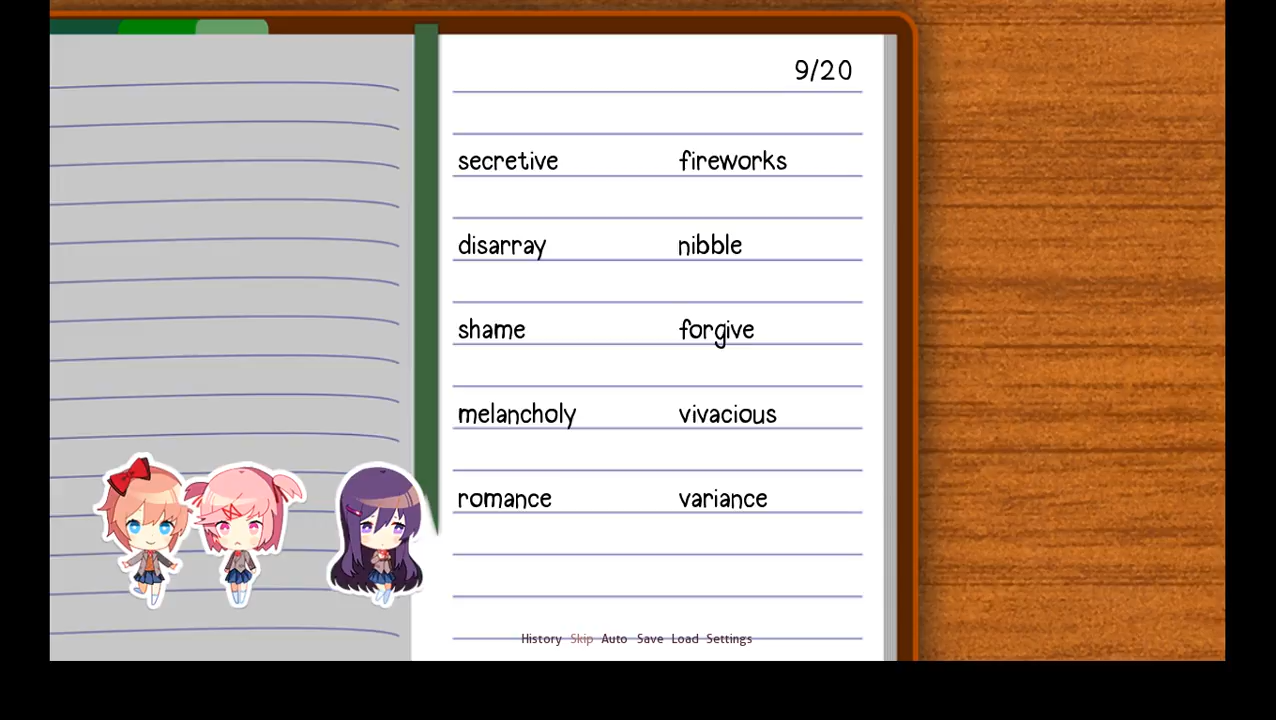 9/20
secretive fireworks
disarray nibble
shame forgive
melancholy vivacious
romance variance
History Skip Auto Save Load Settings